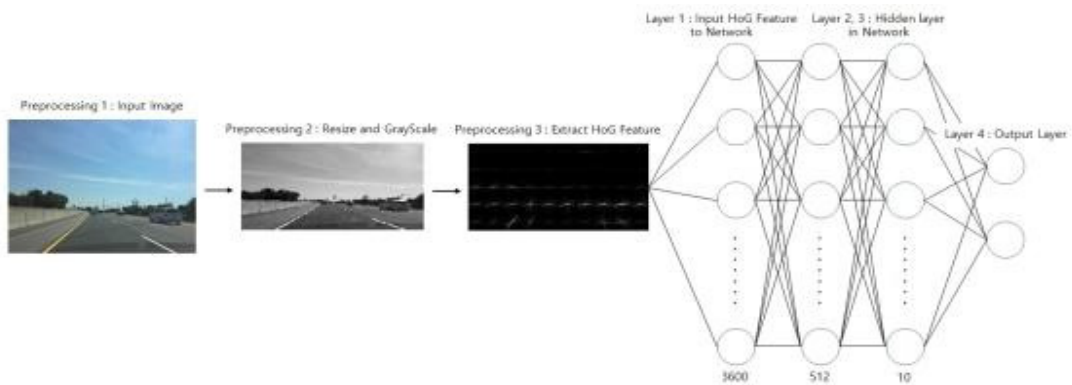 Preprocessing 1 : Input Image
Preprocessing 2 : Resize and GrayScale
Preprocessing 3 : Extract HoG Feature
Layer 1 : Input HoG Feature
to Network
Layer 2, 3 : Hidden layer
in Network
Layer 4 : Output Layer
3600
512
10